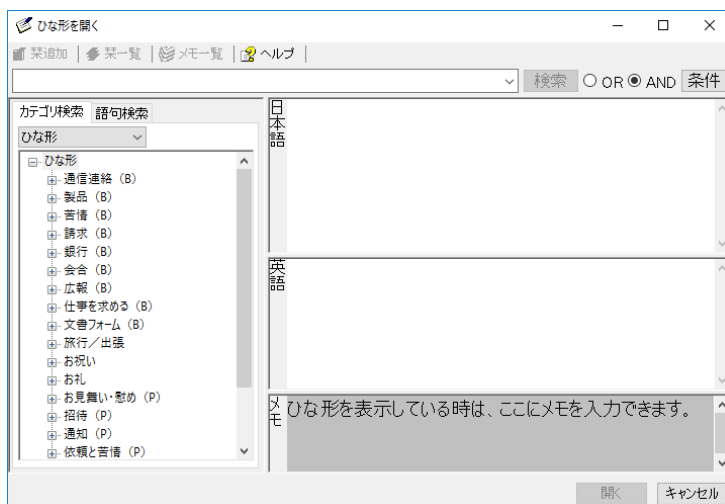 ひな形を開く
栞追加 栞一覧 メモ一覧 ヘルプ
検索 OR AND 条件
カテゴリ検索 語句検索
ひな形
ひな形
通信連絡 (B)
製品 (B)
苦情 (B)
請求 (B)
銀行 (B)
会合 (B)
広報 (B)
仕事を求める (B)
文書フォーム (B)
旅行／出張
お祝い
お礼
お見舞い・慰め (P)
招待 (P)
通知 (P)
依頼と苦情 (P)
日本語
英語
メモ
ひな形を表示している時は、ここにメモを入力できます。
開く キャンセル